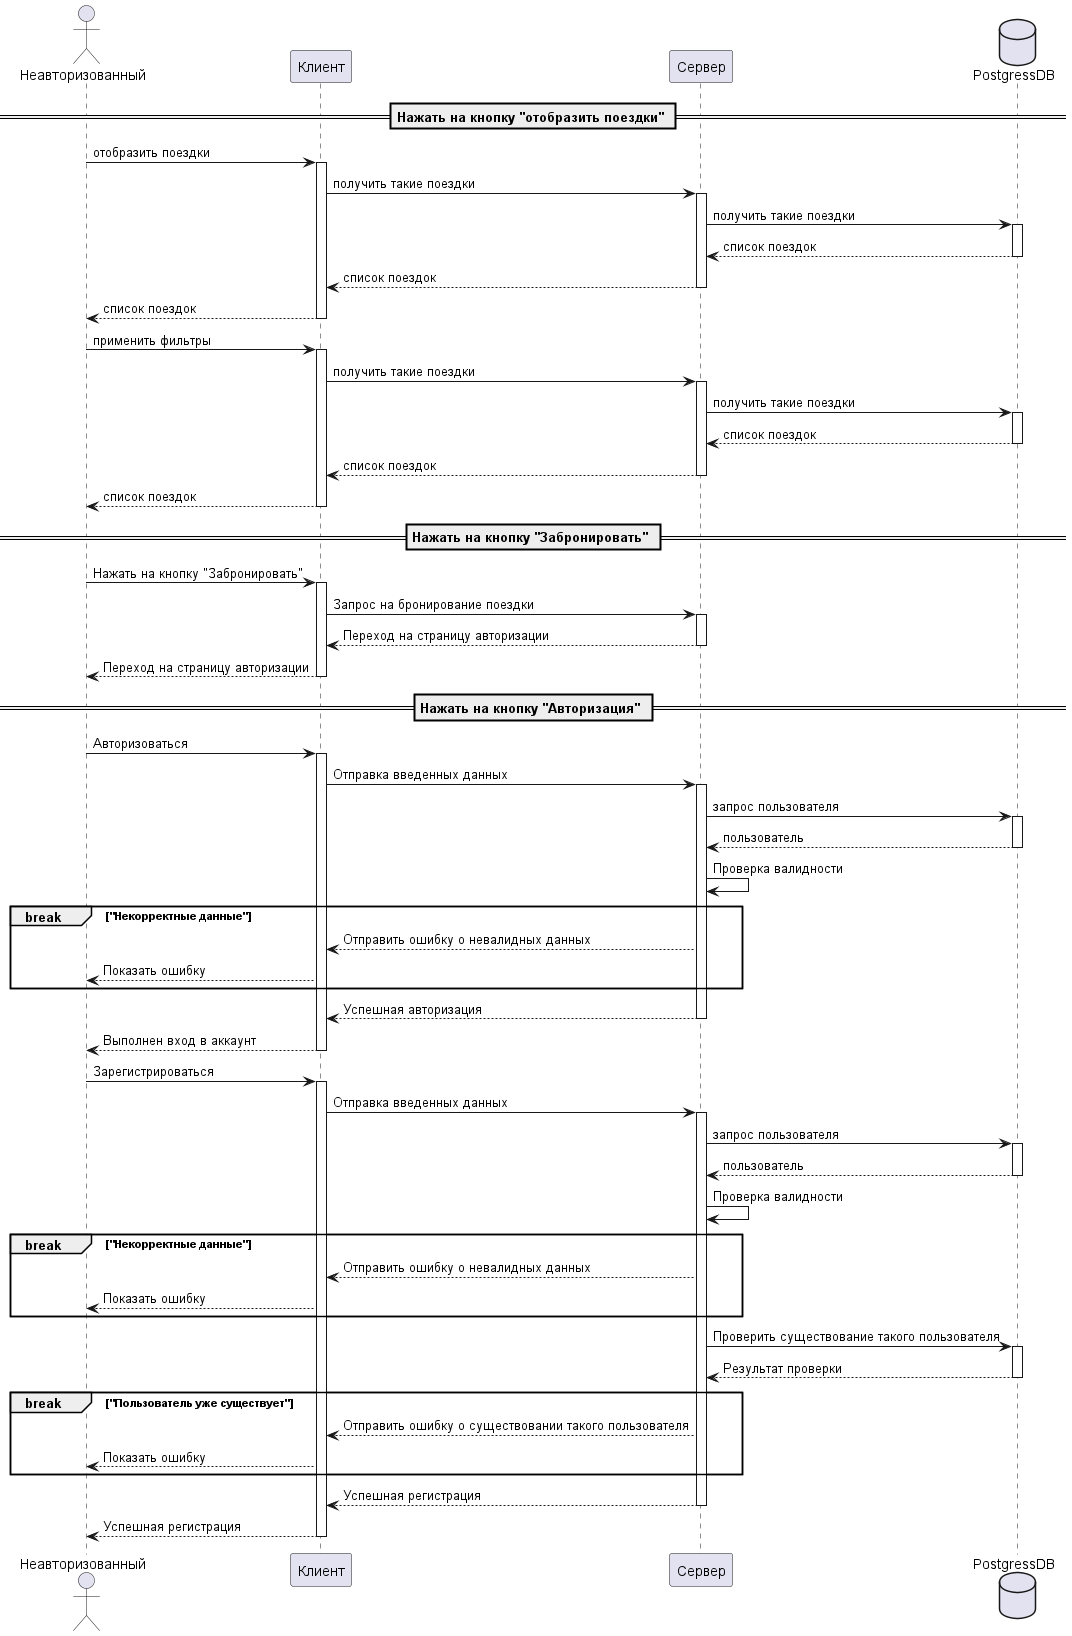 Неавторизованный
Клиент
Сервер
PostgressDB
Нажать на кнопку "отобразить поездки"
отобразить поездки
получить такие поездки
получить такие поездки
список поездок
список поездок
список поездок
применить фильтры
получить такие поездки
получить такие поездки
список поездок
список поездок
список поездок
Нажать на кнопку "Забронировать"
Нажать на кнопку "Забронировать"
Запрос на бронирование поездки
Переход на страницу авторизации
Переход на страницу авторизации
Нажать на кнопку "Авторизация"
Авторизоваться
Отправка введенных данных
запрос пользователя
пользователь
Проверка валидности
break
["Некорректные данные"]
Отправить ошибку о невалидных данных
Показать ошибку
Успешная авторизация
Выполнен вход в аккаунт
Зарегистрироваться
Отправка введенных данных
запрос пользователя
пользователь
Проверка валидности
break
["Некорректные данные"]
Отправить ошибку о невалидных данных
Показать ошибку
Проверить существование такого пользователя
Результат проверки
break
["Пользователь уже существует"]
Отправить ошибку о существовании такого пользователя
Показать ошибку
Успешная регистрация
Успешная регистрация
Неавторизованный
Клиент
Сервер
PostgressDB